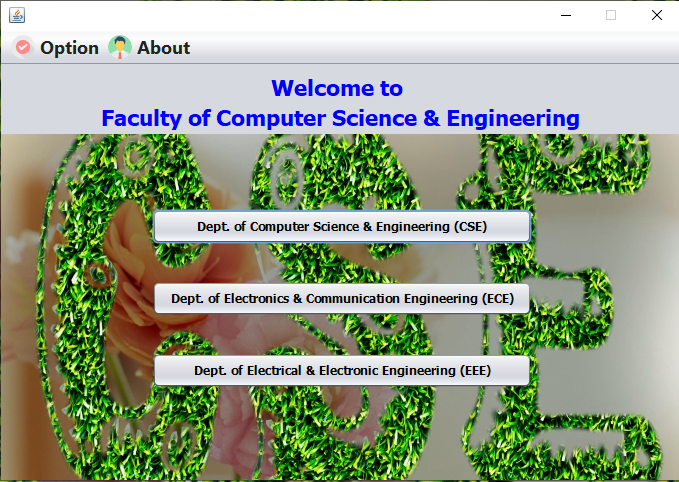 Option About
Welcome to
Faculty of Computer Science & Engineering
CSE
Dept. of Computer Science & Engineering (CSE)
Dept. of Electronics & Communication Engineering (ECE)
Dept. of Electrical & Electronic Engineering (EEE)